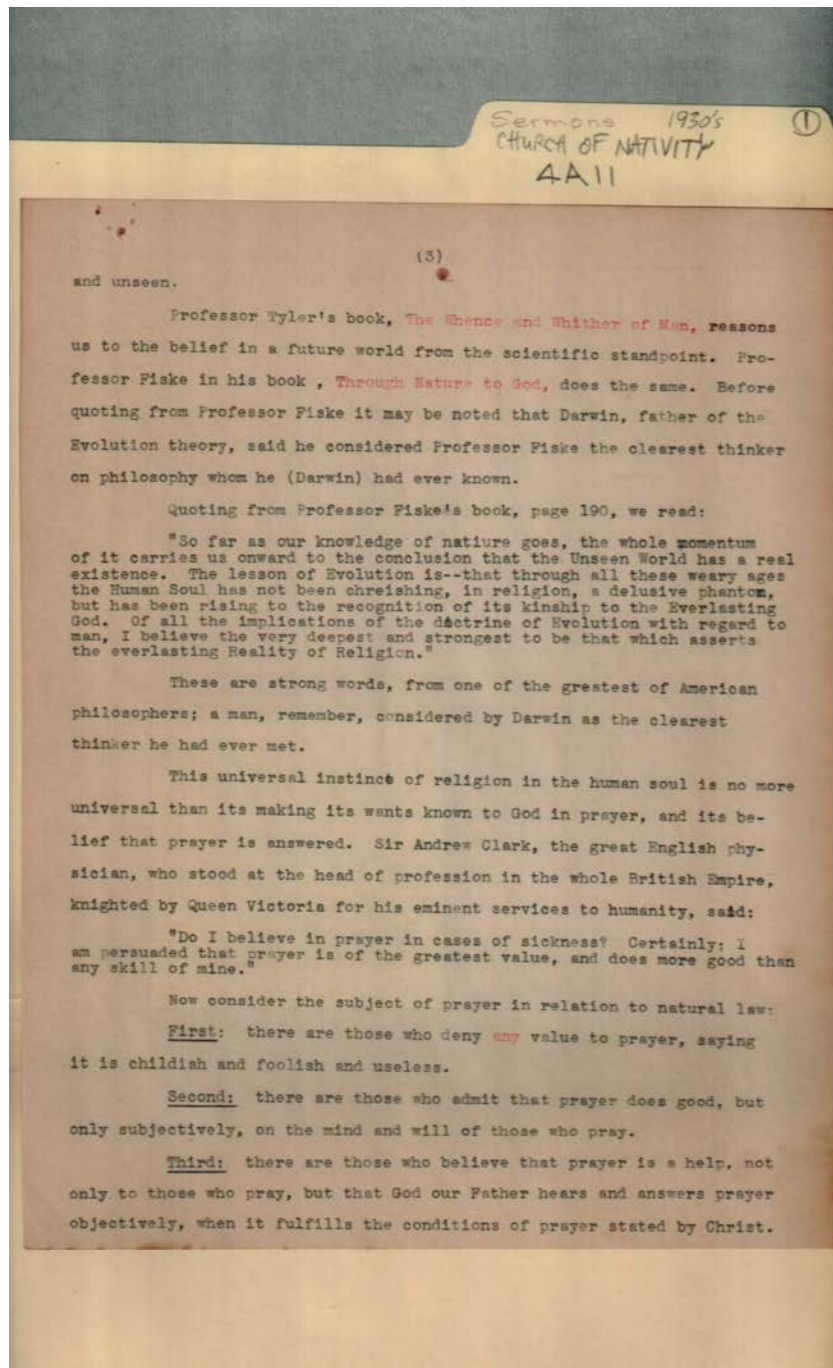 Sermons 1930's ①
CHURCH OF NATIVITY
4A11
(3)
and unseen.
Professor Tyler's book, The Whence and Whither of Man, reasons
us to the belief in a future world from the scientific standpoint. Pro-
fessor Fiske in his book , Through Nature to God, does the same. Before
quoting from Professor Fiske it may be noted that Darwin, father of the
Evolution theory, said he considered Professor Fiske the clearest thinker
on philosophy whom he (Darwin) had ever known.
Quoting from Professor Fiske's book, page 190, we read:
"So far as our knowledge of natiure goes, the whole momentum
of it carries us onward to the conclusion that the Unseen World has a real
existence. The lesson of Evolution is--that through all these weary ages
the Human Soul has not been chreishing, in religion, a delusive phantom,
but has been rising to the recognition of its kinship to the Everlasting
God. Of all the implications of the doctrine of Evolution with regard to
man, I believe the very deepest and strongest to be that which asserts
the everlasting Reality of Religion."
These are strong words, from one of the greatest of American
philosophers; a man, remember, considered by Darwin as the clearest
thinker he had ever met.
This universal instinct of religion in the human soul is no more
universal than its making its wants known to God in prayer, and its be-
lief that prayer is answered. Sir Andrew Clark, the great English phy-
sician, who stood at the head of profession in the whole British Empire,
knighted by Queen Victoria for his eminent services to humanity, said:
"Do I believe in prayer in cases of sickness? Certainly: I
am persuaded that prayer is of the greatest value, and does more good than
any skill of mine."
Now consider the subject of prayer in relation to natural law:
First: there are those who deny any value to prayer, saying
it is childish and foolish and useless.
Second: there are those who admit that prayer does good, but
only subjectively, on the mind and will of those who pray.
Third: there are those who believe that prayer is a help, not
only to those who pray, but that God our Father hears and answers prayer
objectively, when it fulfills the conditions of prayer stated by Christ.